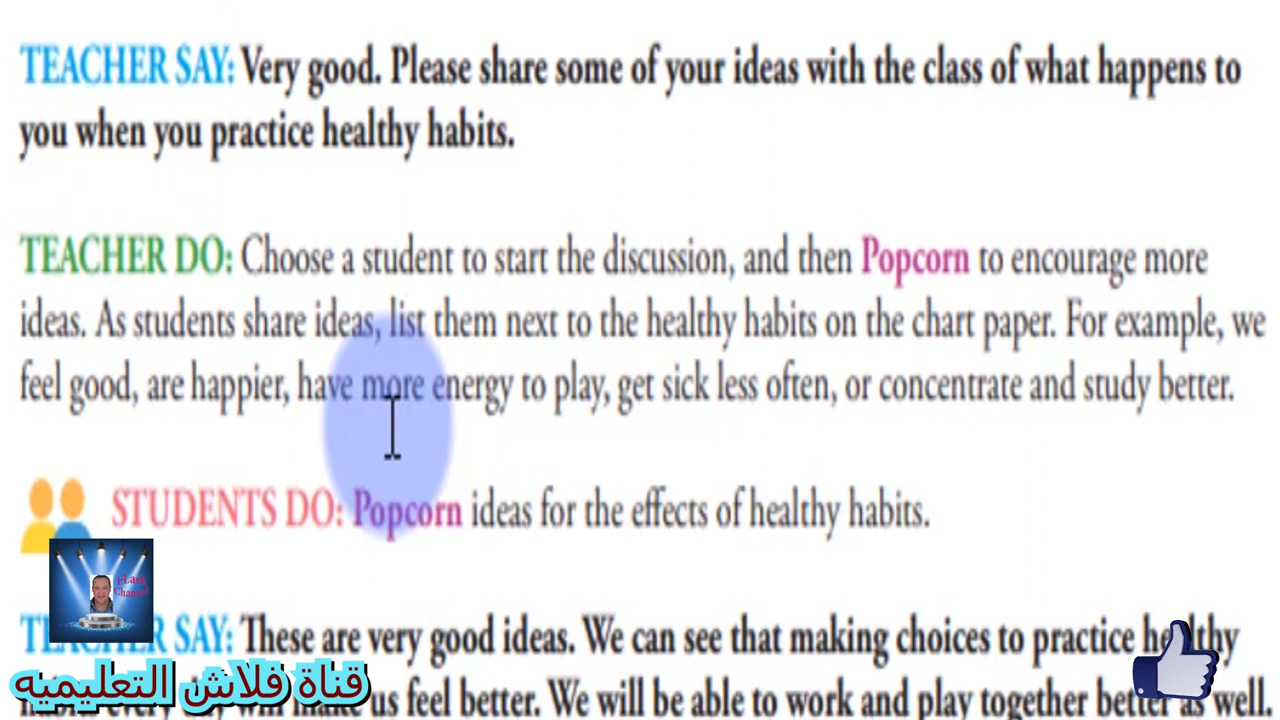 TEACHER SAY: Very good. Please share some of your ideas with the class of what happens to
you when you practice healthy habits.
TEACHER DO: Choose a student to start the discussion, and then Popcorn to encourage more
ideas. As students share ideas, list them next to the healthy habits on the chart paper. For example, we
feel good, are happier, have more energy to play, get sick less often, or concentrate and study better.
STUDENTS DO: Popcorn ideas for the effects of healthy habits.
FLash
Channel
TEACHER SAY: These are very good ideas. We can see that making choices to practice healthy
قناة فلاش التعليميه
us feel better. We will be able to work and play together better as well.